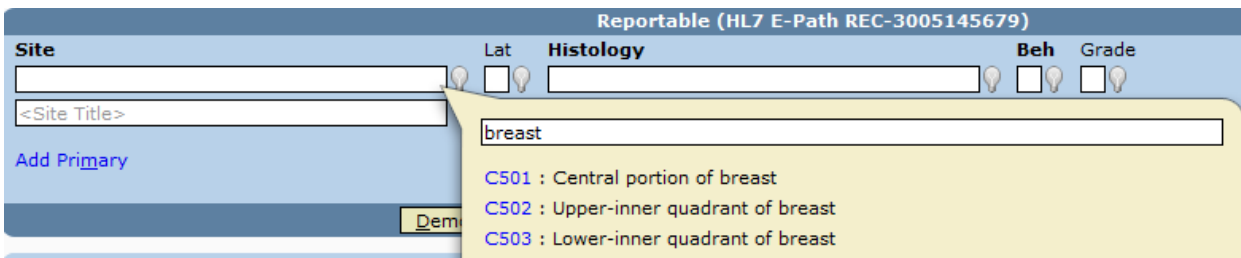 Reportable (HL7 E-Path REC-3005145679)
Site Lat Histology Beh Grade
<Site Title>
breast
Add Primary
C501 : Central portion of breast
C502 : Upper-inner quadrant of breast
C503 : Lower-inner quadrant of breast